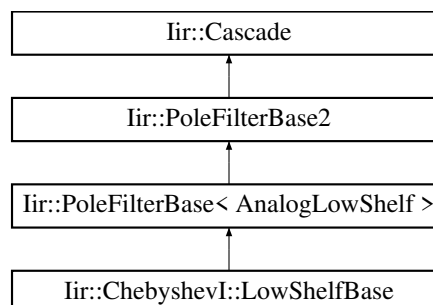 Iir::Cascade
Iir::PoleFilterBase2
Iir::PoleFilterBase< AnalogLowShelf >
Iir::ChebyshevI::LowShelfBase